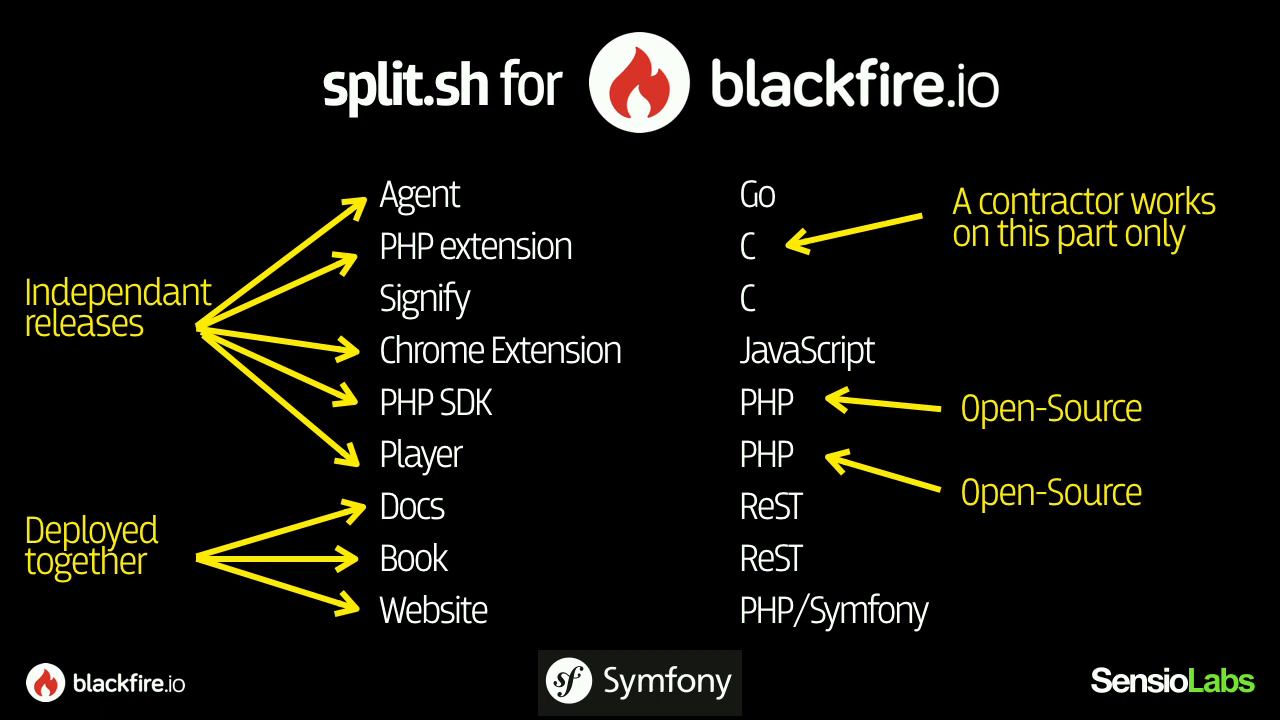 split.sh for blackfire.io
Agent Go
A contractor works
on this part only
PHP extension C
Independant
releases
Signify C
Chrome Extension JavaScript
PHP SDK PHP
Open-Source
Player PHP
Open-Source
Docs ReST
Deployed
together
Book ReST
Website PHP/Symfony
blackfire.io
sf Symfony
SensioLabs